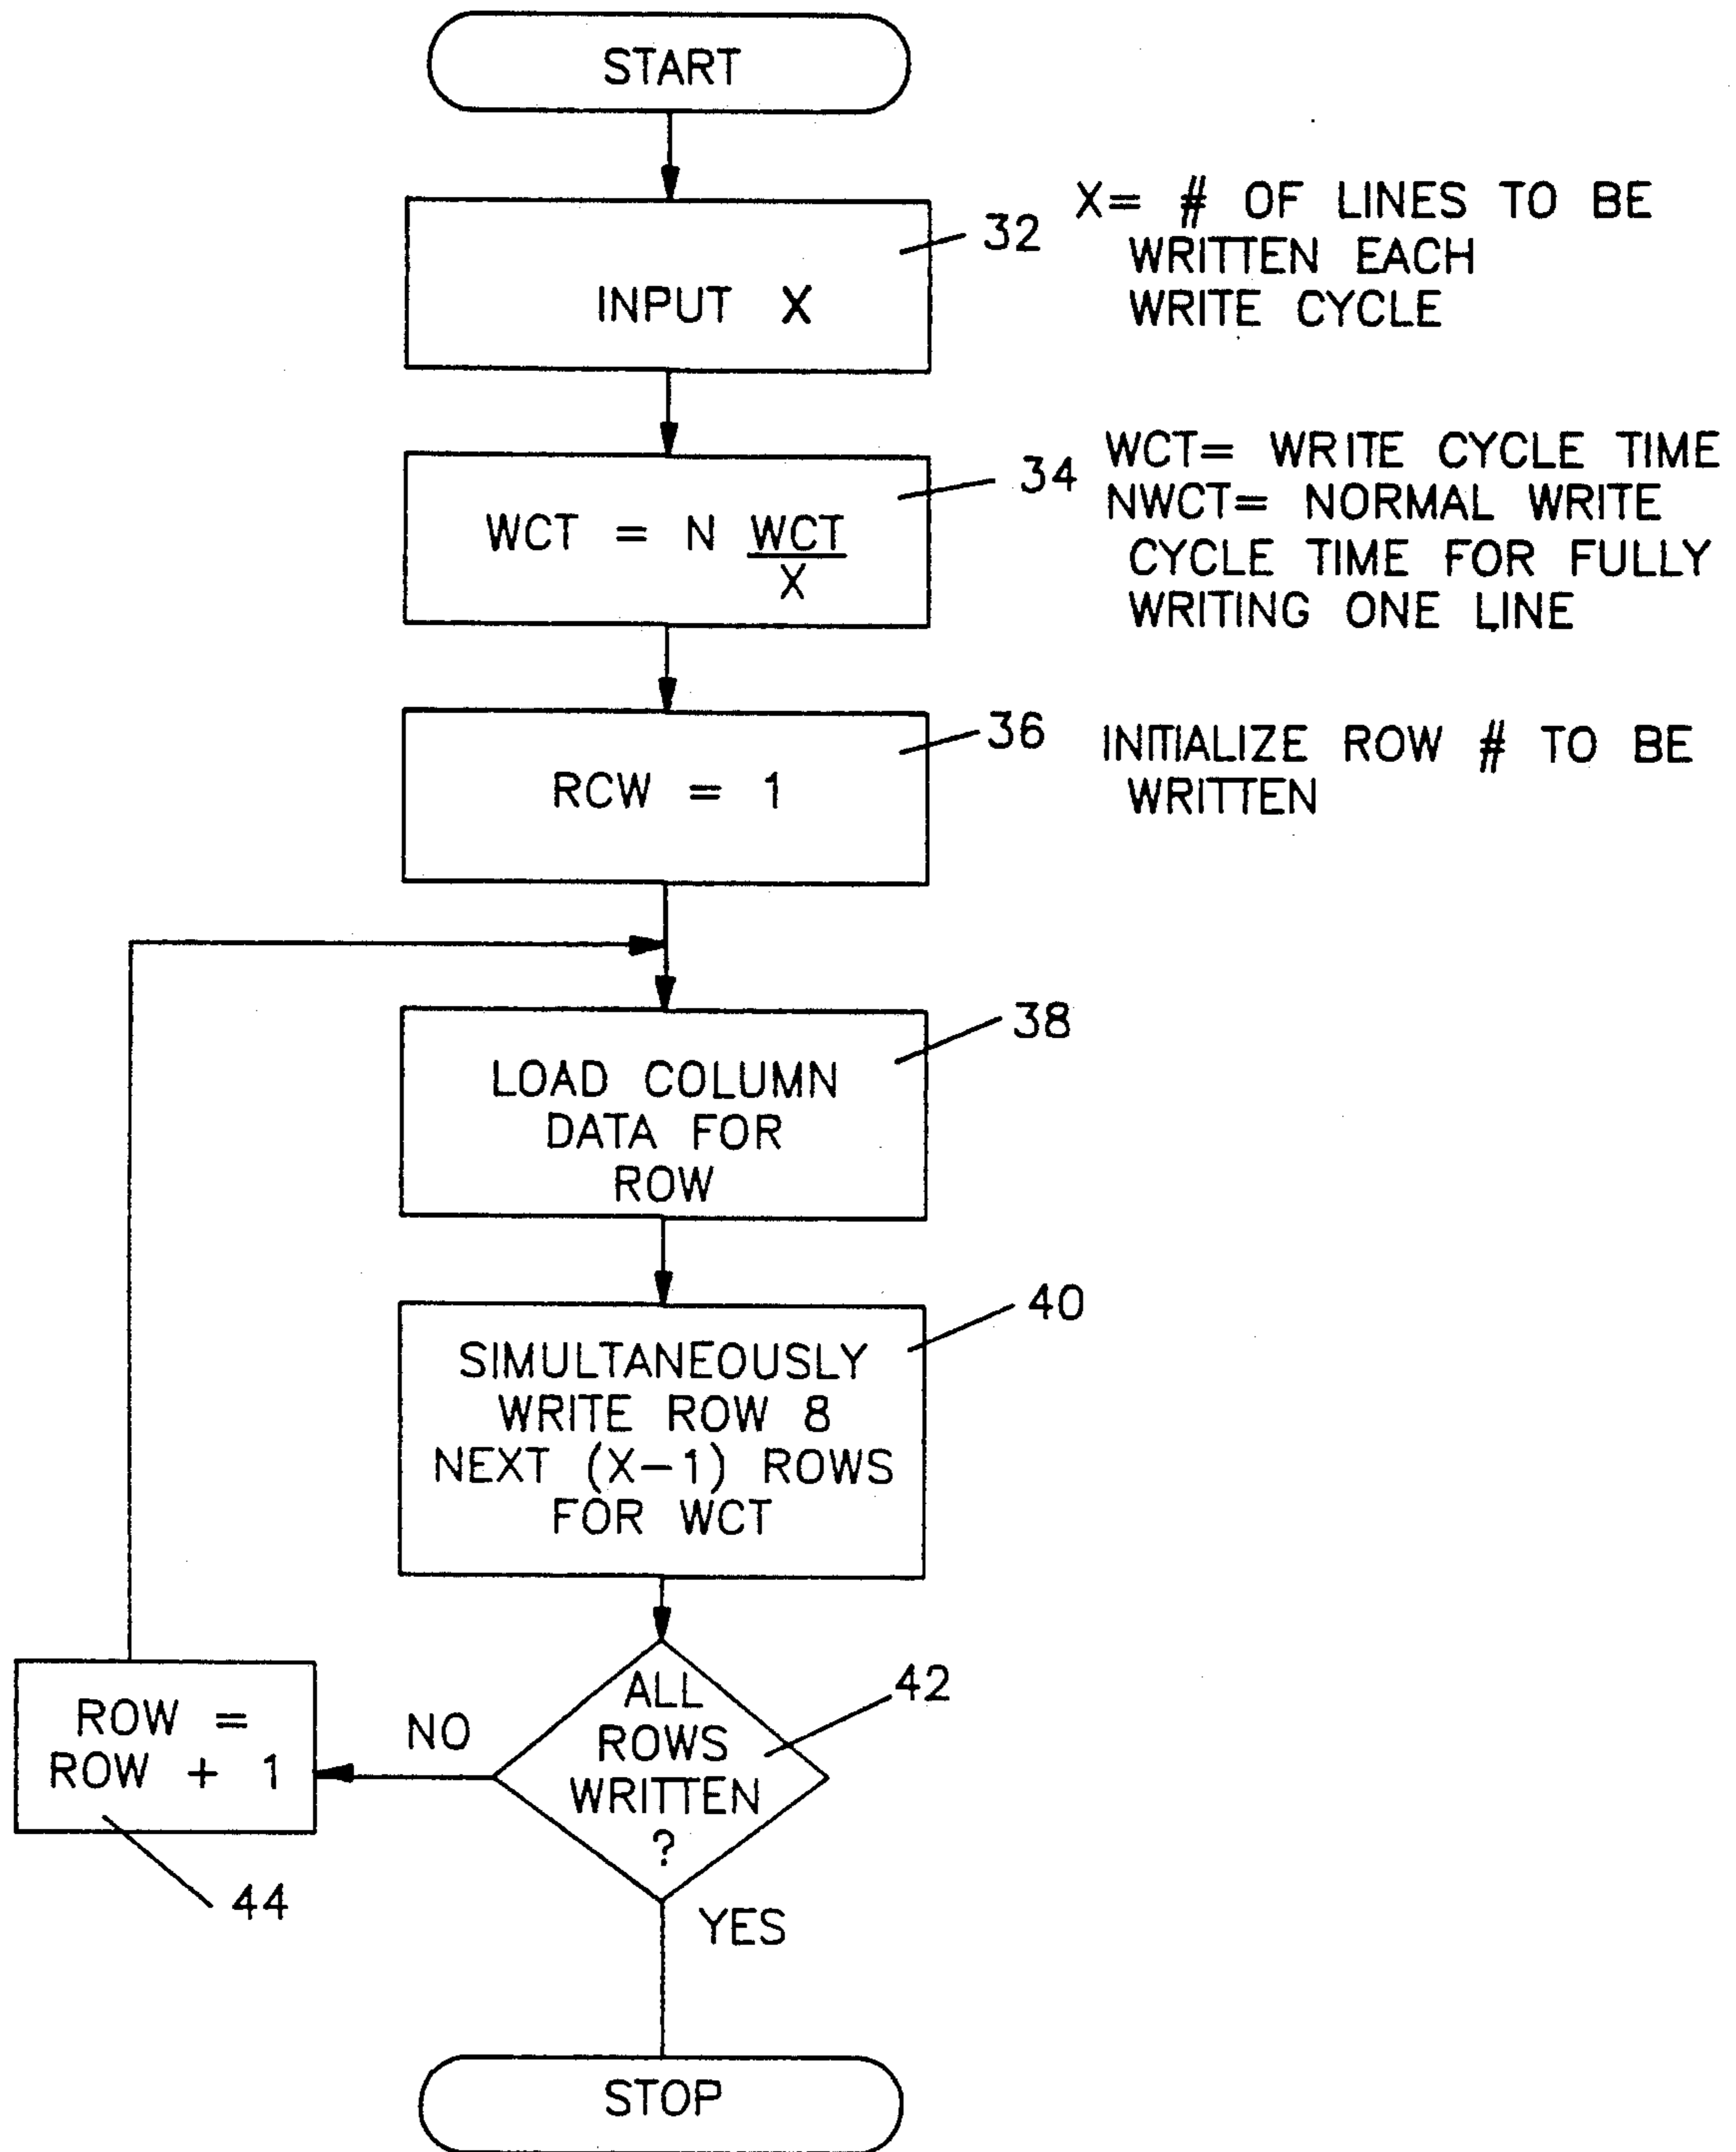 START
INPUT X
32
X= # OF LINES TO BE
WRITTEN EACH
WRITE CYCLE
WCT = N WCT
X
34
WCT= WRITE CYCLE TIME
NWCT= NORMAL WRITE
CYCLE TIME FOR FULLY
WRITING ONE LINE
RCW = 1
36
INITIALIZE ROW # TO BE
WRITTEN
LOAD COLUMN
DATA FOR
ROW
38
SIMULTANEOUSLY
WRITE ROW 8
NEXT (X-1) ROWS
FOR WCT
40
ALL
ROWS
WRITTEN
?
42
NO
ROW =
ROW + 1
44
YES
STOP